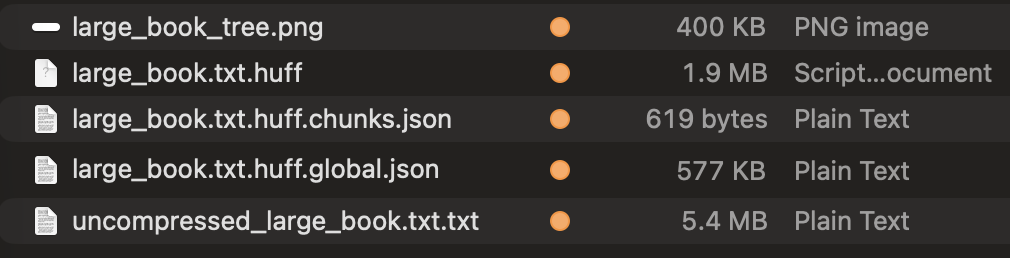 large_book_tree.png 400 KB PNG image
large_book.txt.huff 1.9 MB Script...ocument
large_book.txt.huff.chunks.json 619 bytes Plain Text
large_book.txt.huff.global.json 577 KB Plain Text
uncompressed_large_book.txt.txt 5.4 MB Plain Text